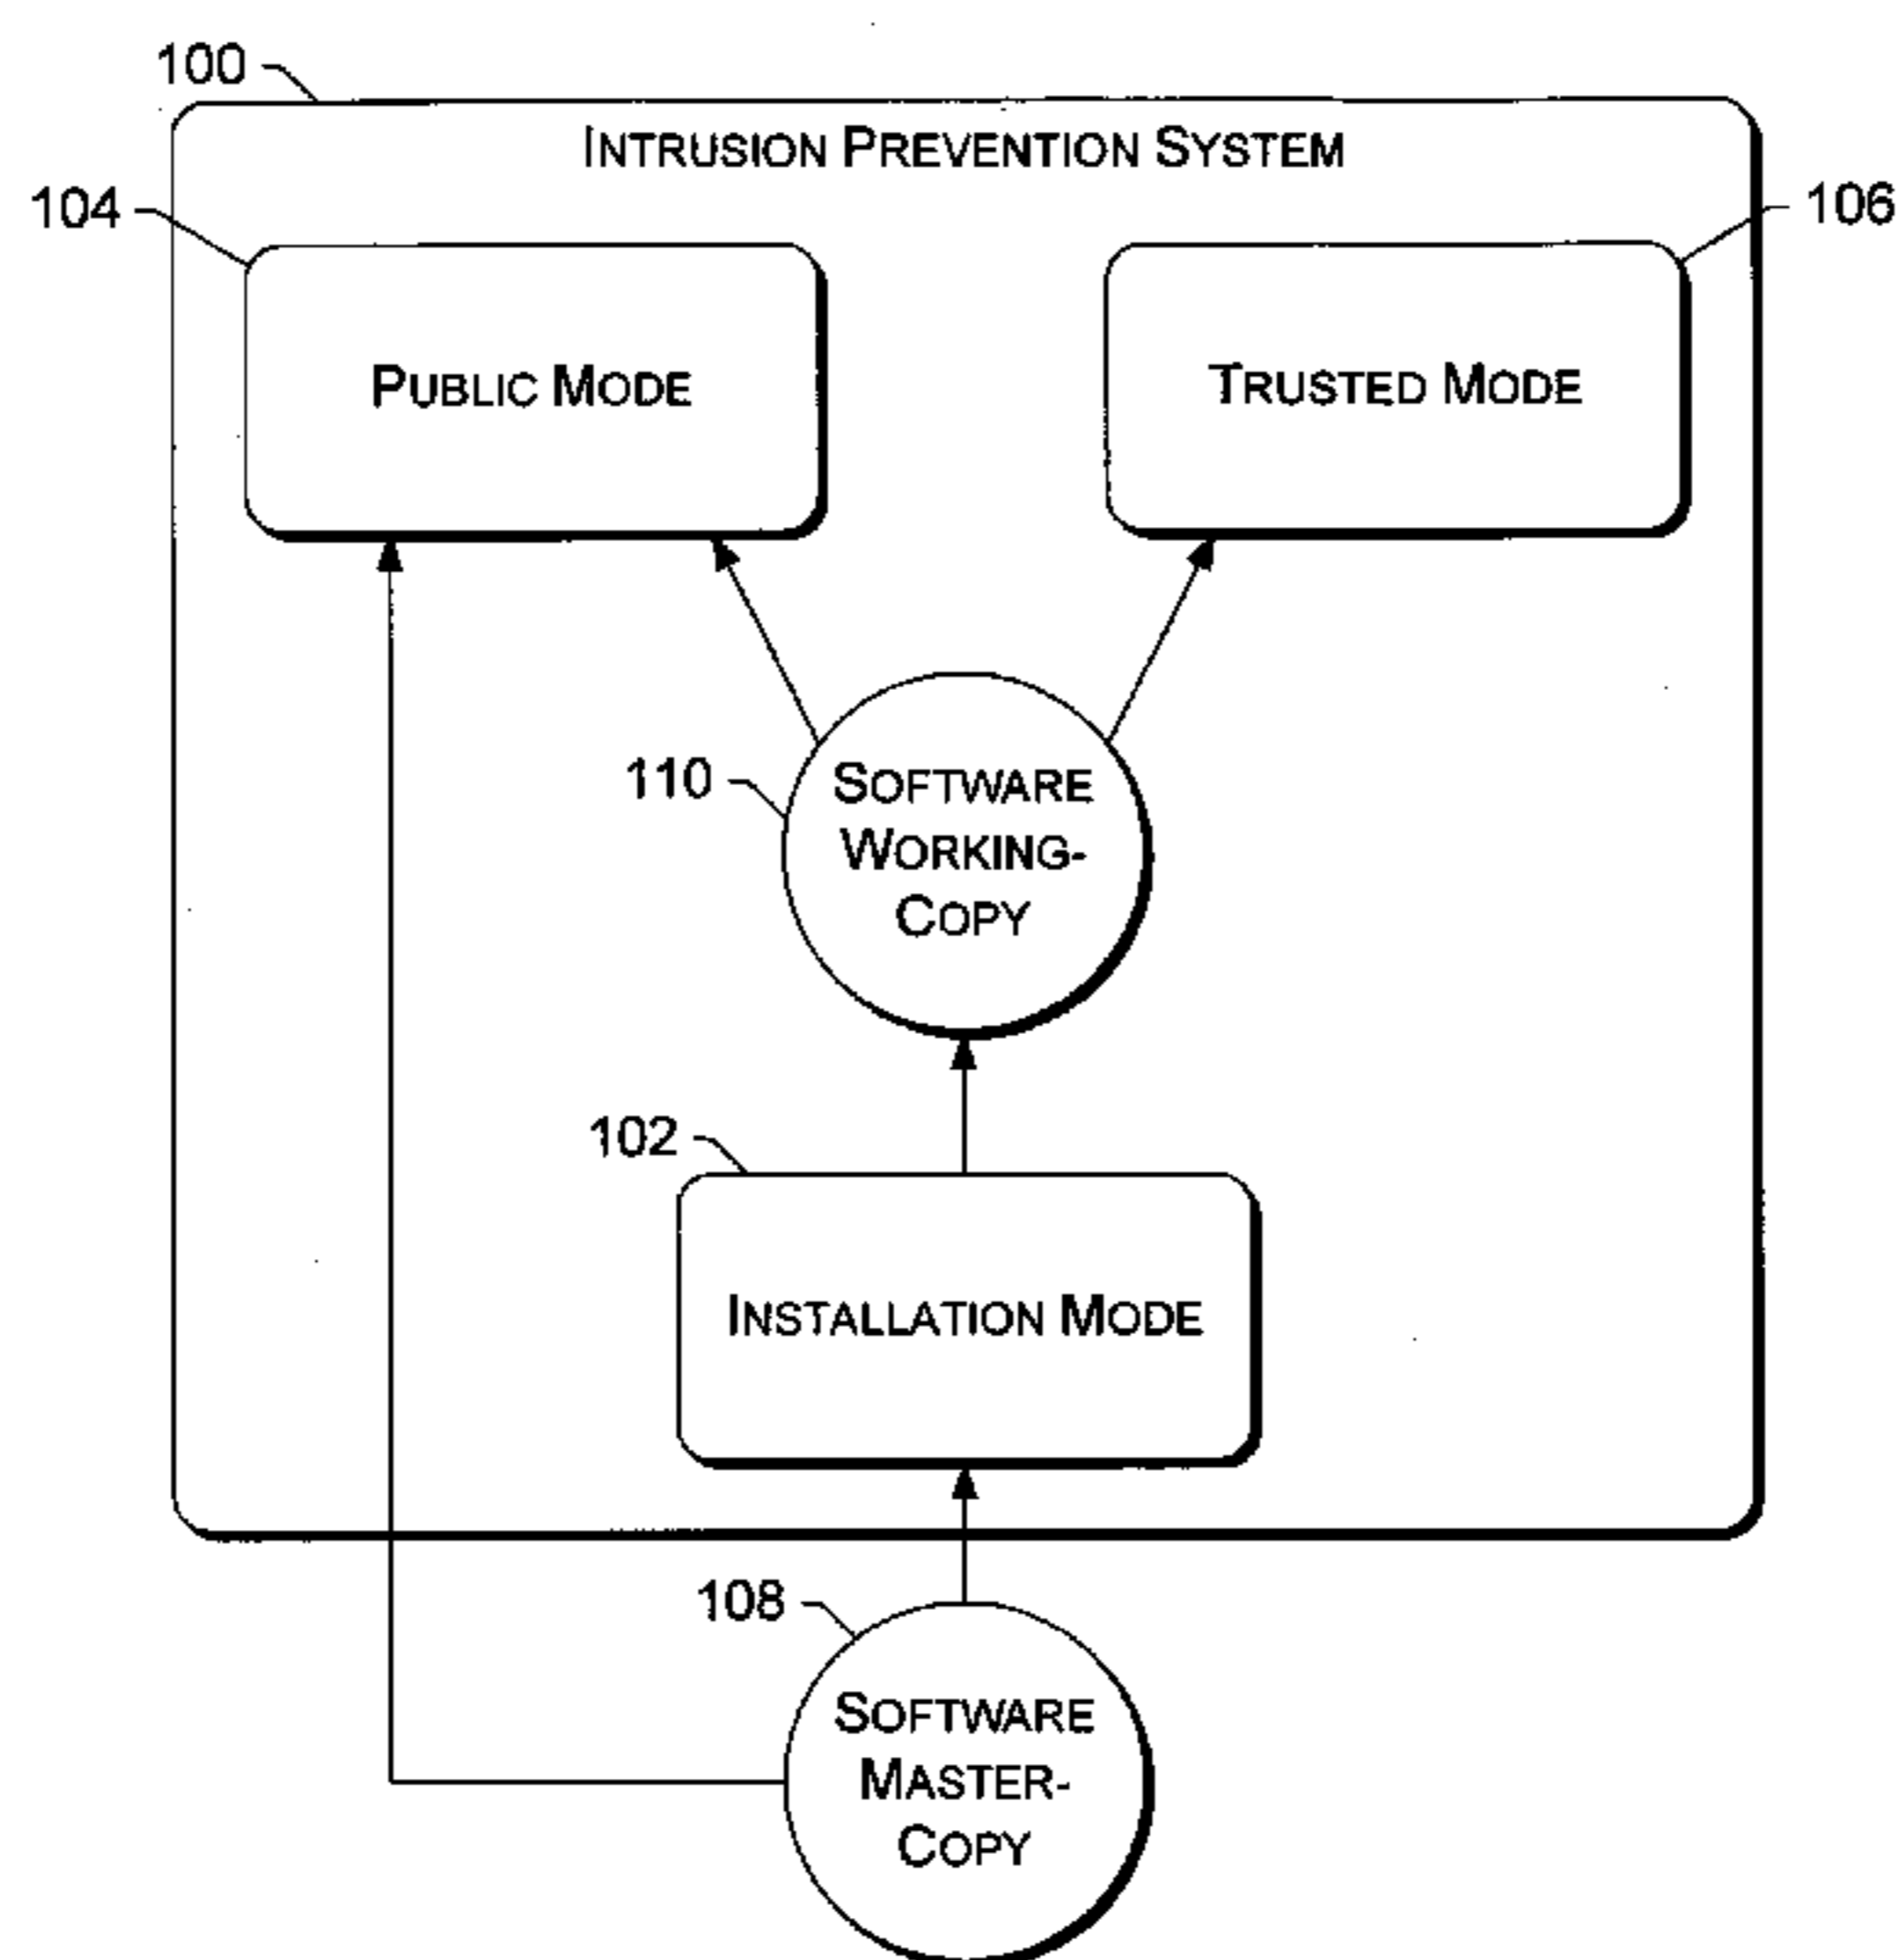 100
INTRUSION PREVENTION SYSTEM
104
106
PUBLIC MODE
TRUSTED MODE
110
SOFTWARE
WORKING-
COPY
102
INSTALLATION MODE
108
SOFTWARE
MASTER-
COPY